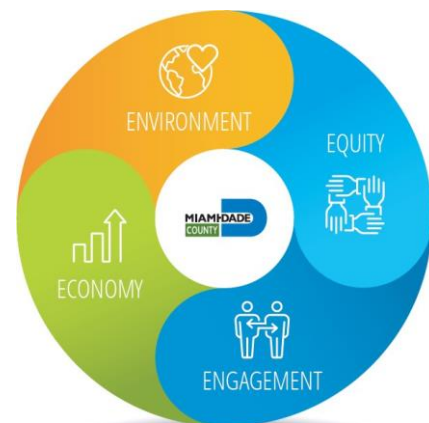 ENVIRONMENT
EQUITY
MIAMI-DADE
COUNTY
ECONOMY
ENGAGEMENT